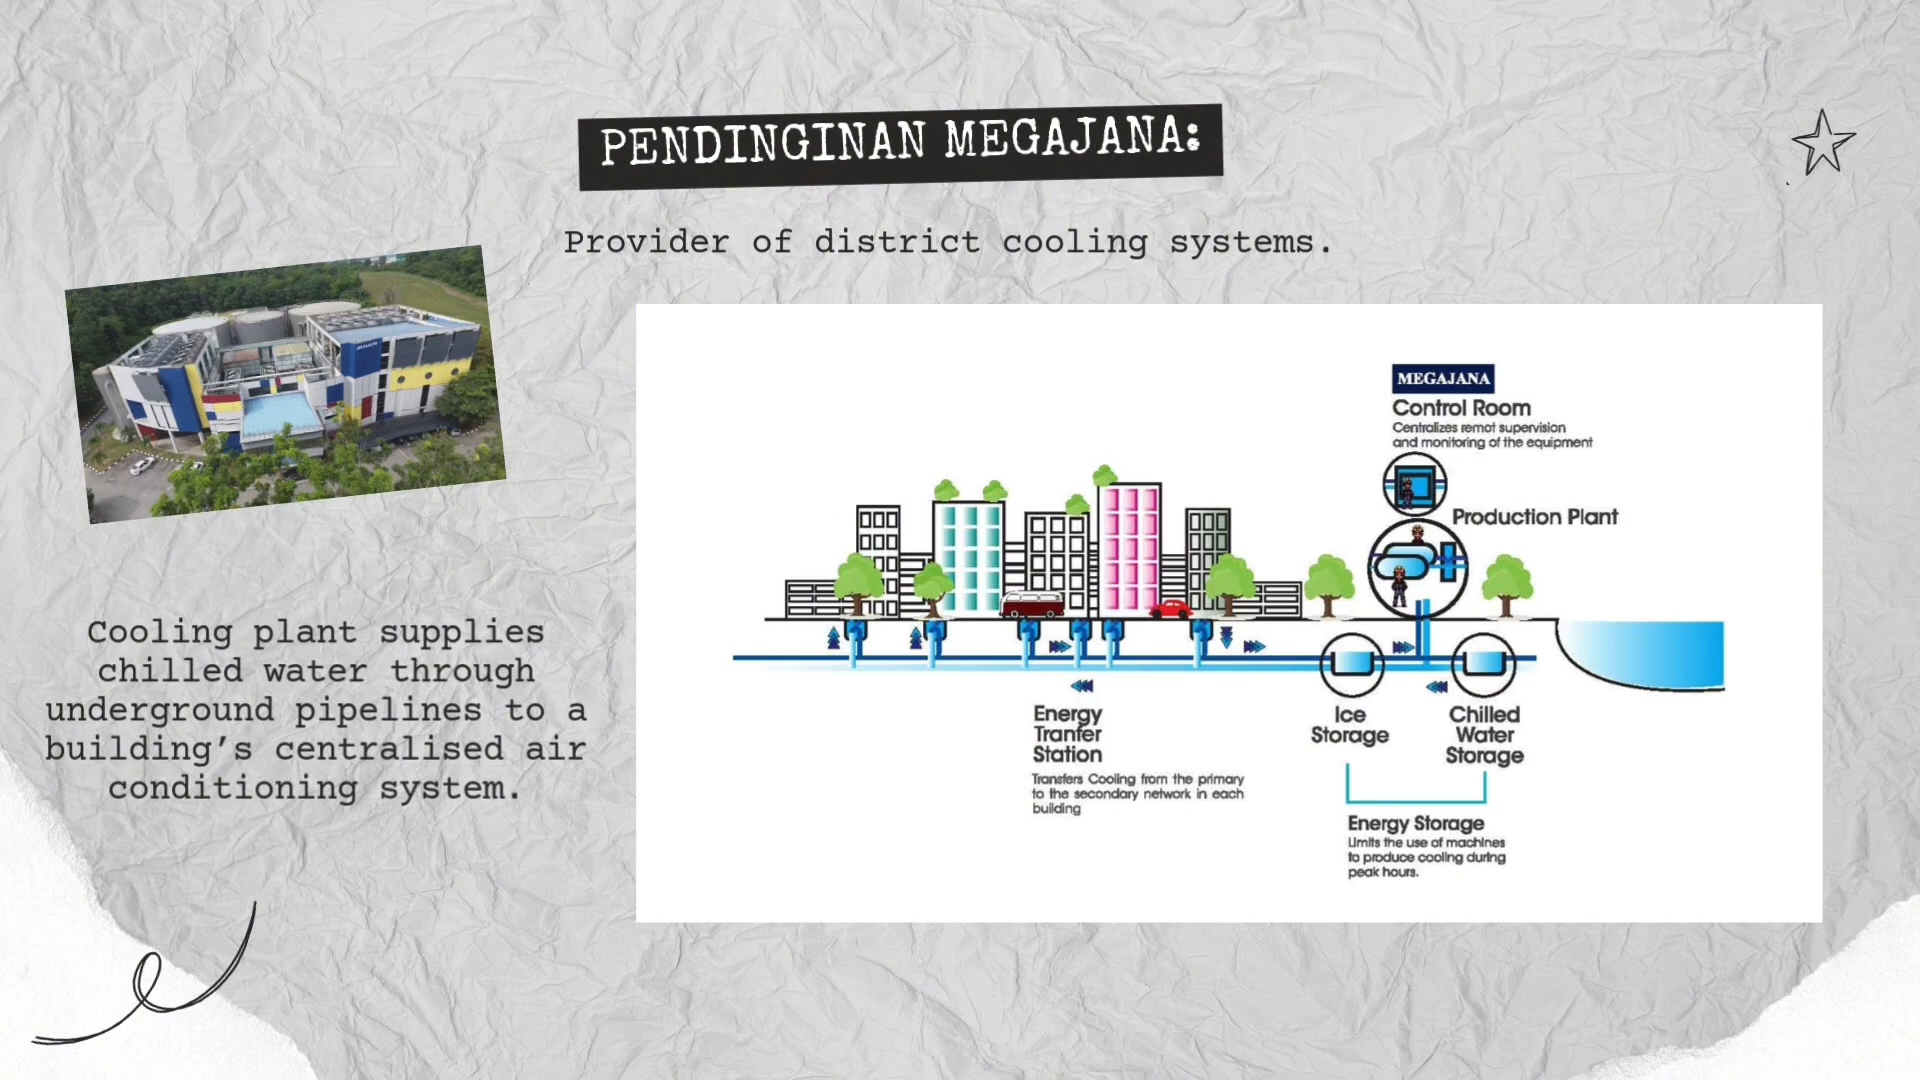 PENDINGINAN MEGAJANA:
Provider of district cooling systems.
Cooling plant supplies
chilled water through
underground pipelines to a
building’s centralised air
conditioning system.
MEGAJANA
Control Room
Centralizes remot supervision
and monitoring of the equipment
Production Plant
Energy
Tranfer
Station
Transfers Cooling from the primary
to the secondary network in each
building
Ice
Storage
Chilled
Water
Storage
Energy Storage
Limits the use of machines
to produce cooling during
peak hours.